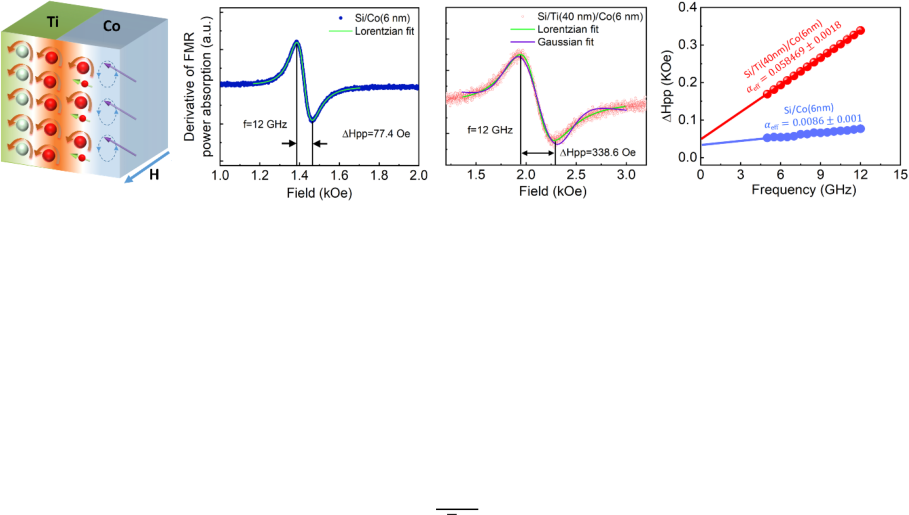 Ti
Co
H
Derivative of FMR
power absorption (a.u.)
Si/Co(6 nm)
Lorentzian fit
f=12 GHz
ΔHpp=77.4 Oe
1.0 1.2 1.4 1.6 1.8 2.0
Field (kOe)
Si/Ti(40 nm)/Co(6 nm)
Lorentzian fit
Gaussian fit
f=12 GHz
ΔHpp=338.6 Oe
1.5 2.0 2.5 3.0
Field (kOe)
ΔHpp (KOe)
0.4
0.3
0.2
0.1
0.0
Si/Ti(40nm)/Co(6nm)
αeff = 0.058469 ± 0.0018
Si/Co(6nm)
αeff = 0.0086 ± 0.001
0 3 6 9 12 15
Frequency (GHz)